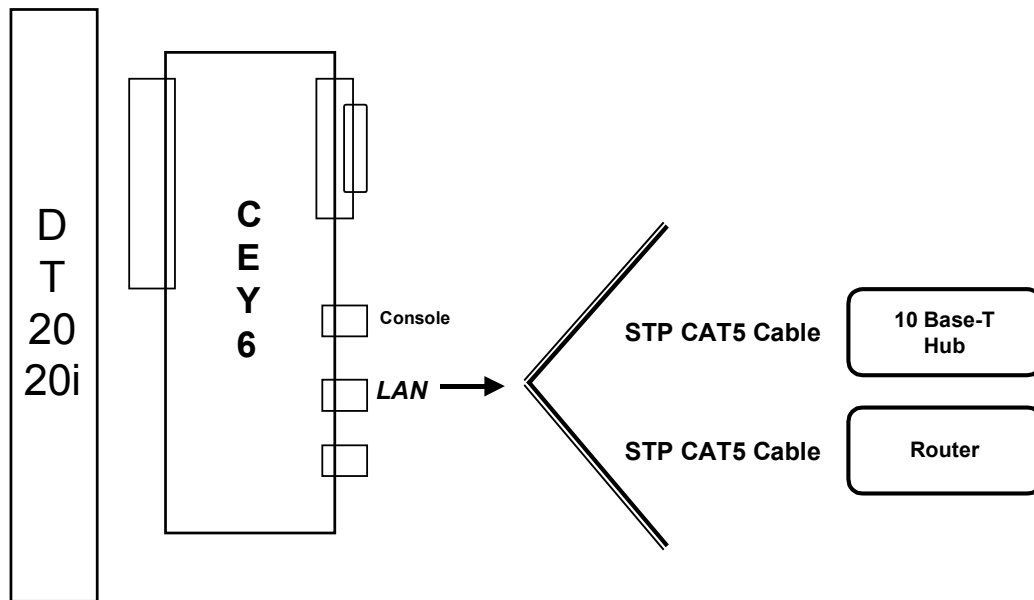 D
T
20
20i
C
E
Y
6
Console
LAN
STP CAT5 Cable
10 Base-T
Hub
STP CAT5 Cable
Router